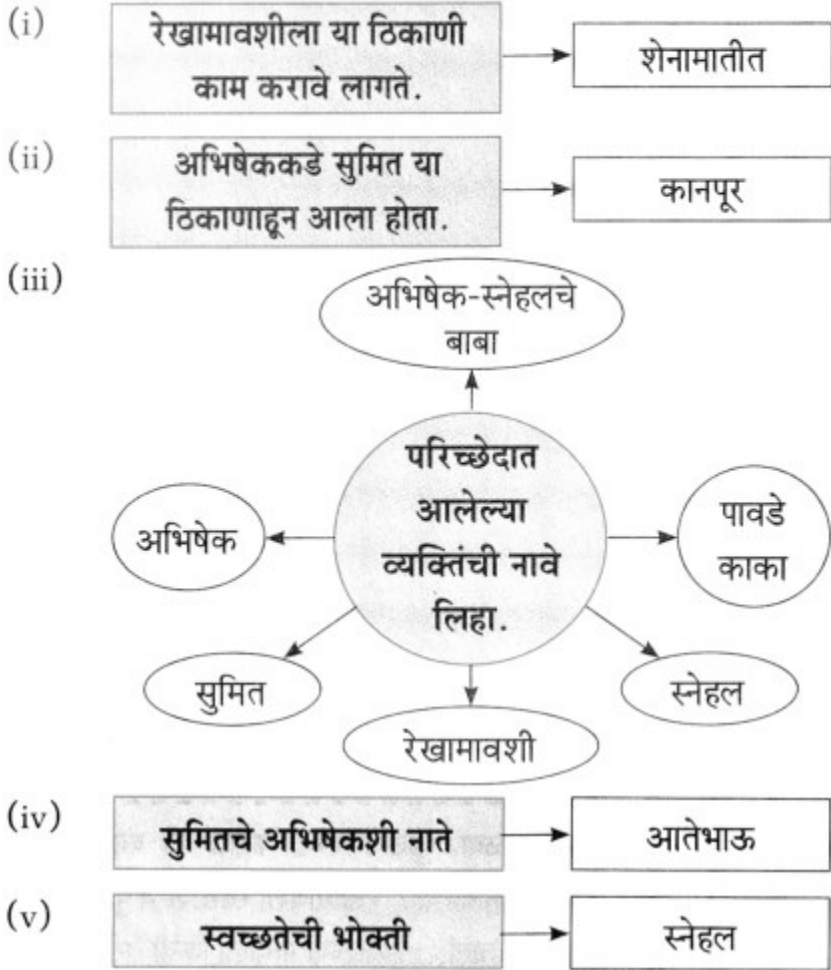 (i)
रेखामावशीला या ठिकाणी
काम करावे लागते.
शेनामातीत
(ii)
अभिषेककडे सुमित या
ठिकाणाहून आला होता.
कानपूर
(iii)
अभिषेक-स्नेहलचे
बाबा
परिच्छेदात
आलेल्या
व्यक्तिंची नावे
लिहा.
अभिषेक
पावडे
काका
सुमित
स्नेहल
रेखामावशी
(iv)
सुमितचे अभिषेकशी नाते
आतेभाऊ
(v)
स्वच्छतेची भोक्ती
स्नेहल